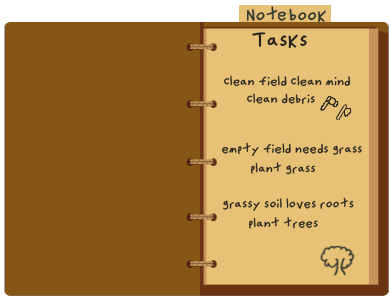 Notebook
Tasks
clean field clean mind
clean debris
empty field needs grass
plant grass
grassy soil loves roots
plant trees